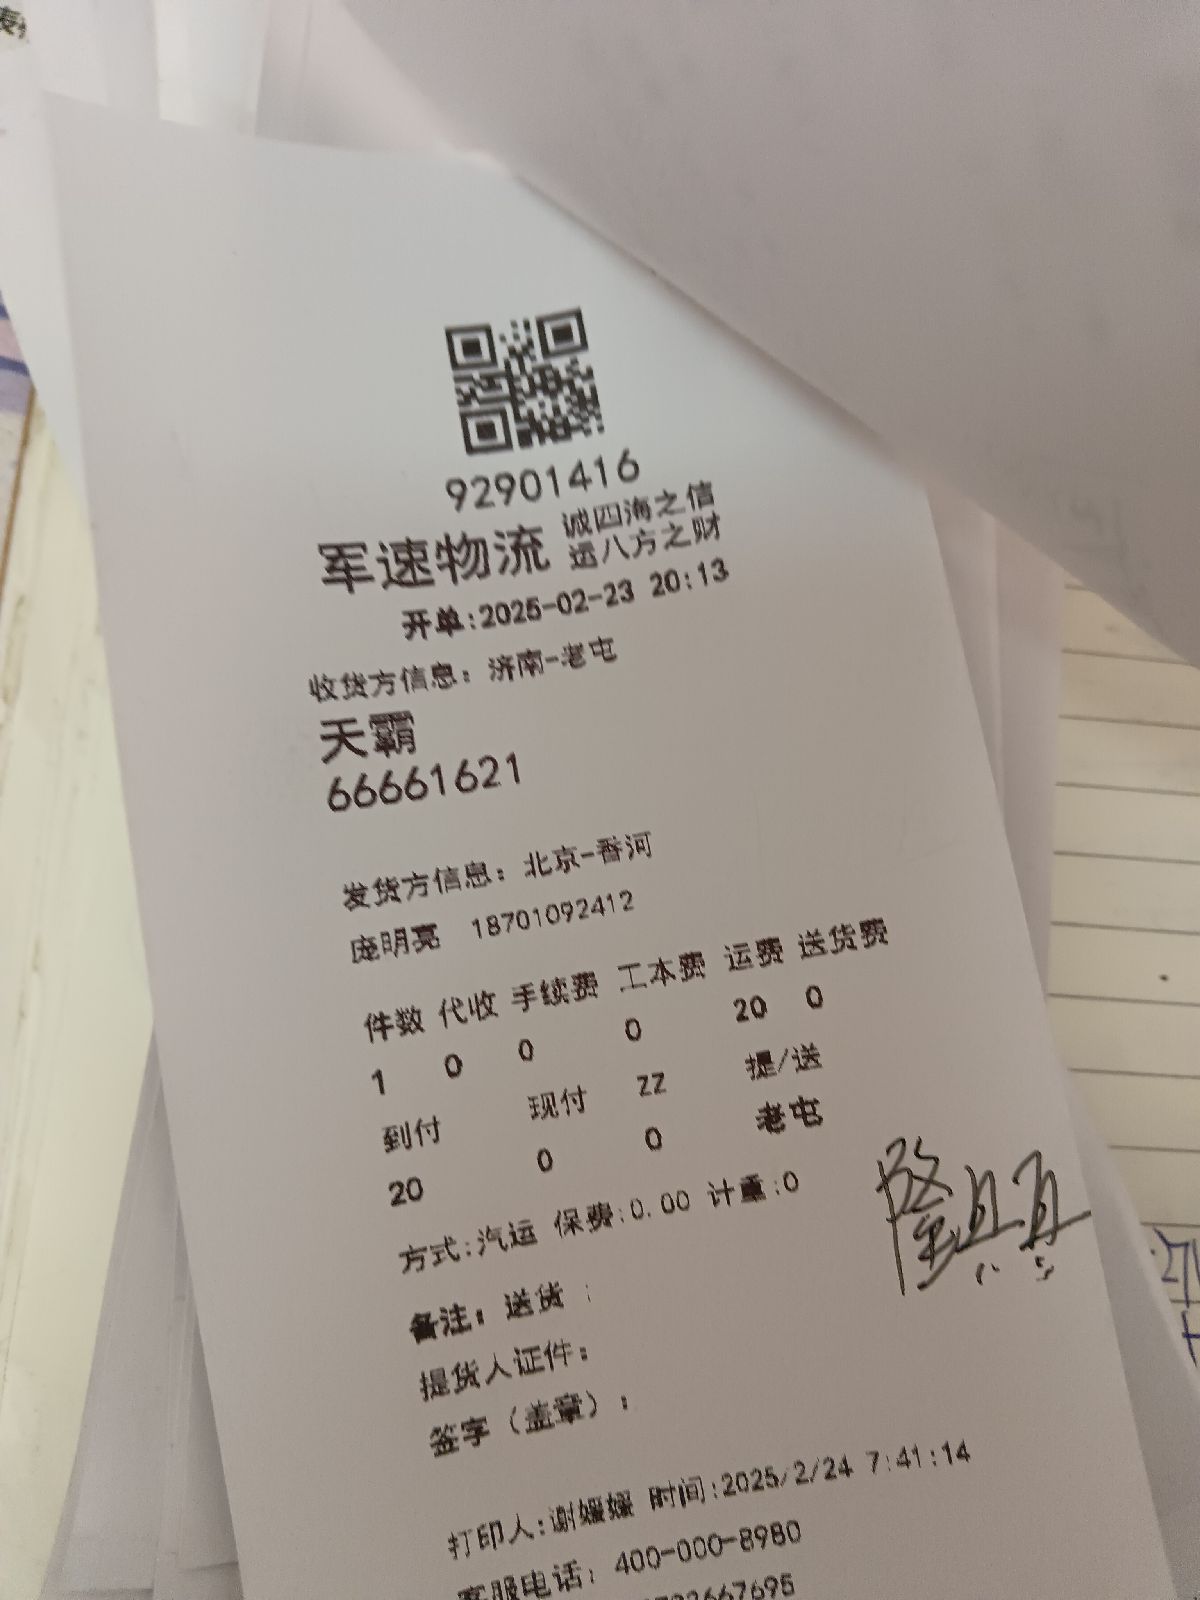 92901416
军速物流 诚四海之信
运八方之财
开单:2025-02-23 20:13
收货方信息：济南-老屯
天霸
66661621
发货方信息：北京-香河
庞明亮 18701092412
件数 代收 手续费 工本费 运费 送货费
1 0 0 0 20 0
到付 现付 ZZ 提/送
20 0 0 老屯
方式:汽运 保费:0.00 计重:0
备注：送货 ；
提货人证件：
签字（盖章）：
打印人:谢媛媛 时间:2025/2/24 7:41:14
客服电话：400-000-8980